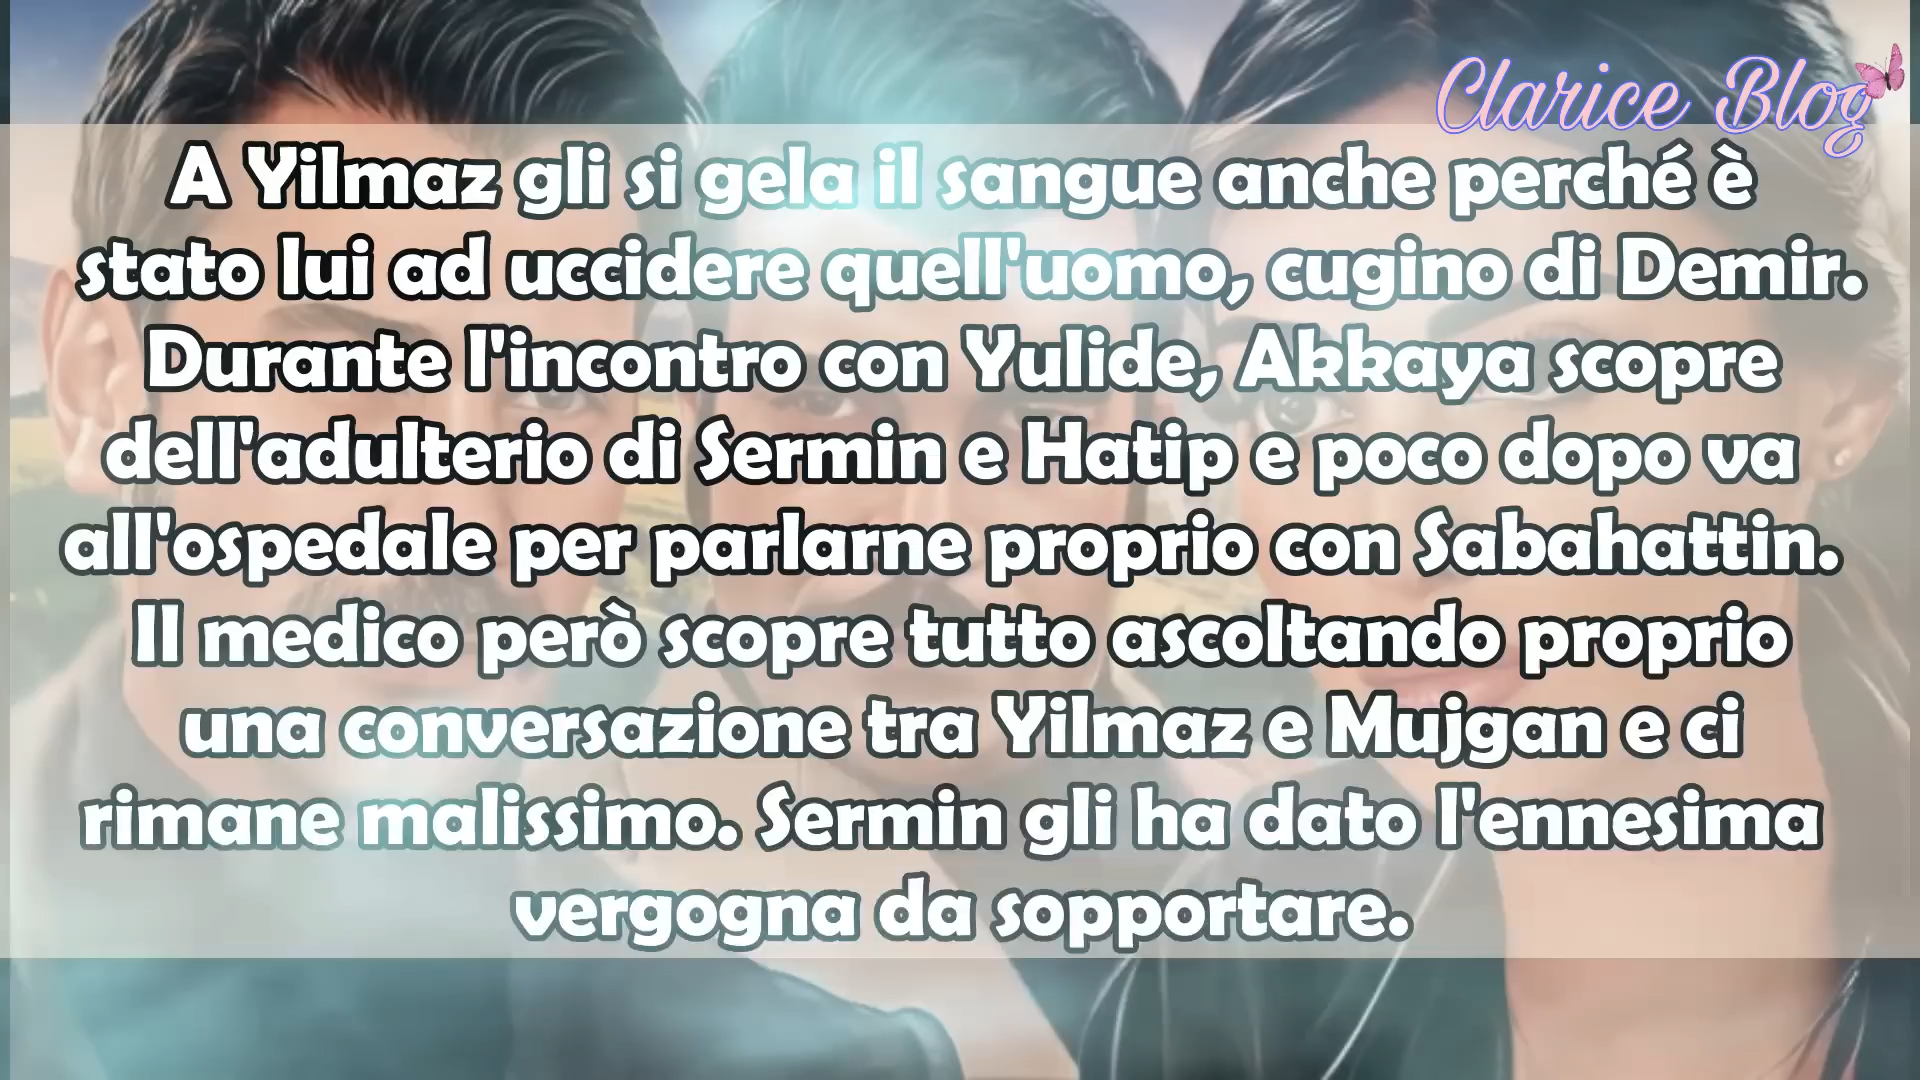 Clarice Blog
A Yilmaz gli si gela il sangue anche perché è
stato lui ad uccidere quell'uomo, cugino di Demir.
Durante l'incontro con Yulide, Akkaya scopre
dell'adulterio di Sermin e Hatip e poco dopo va
all'ospedale per parlarne proprio con Sabahattin.
Il medico però scopre tutto ascoltando proprio
una conversazione tra Yilmaz e Mujgan e ci
rimane malissimo. Sermin gli ha dato l'ennesima
vergogna da sopportare.